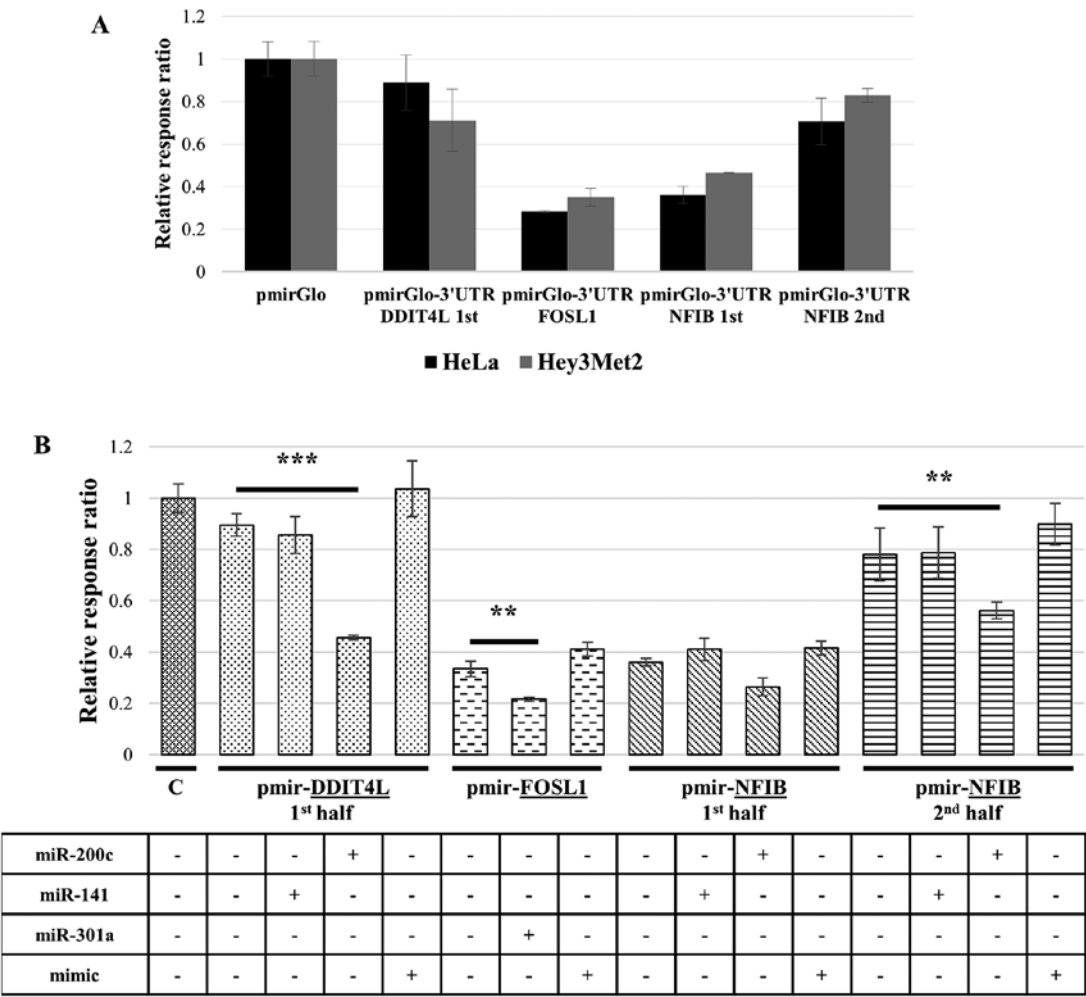 A
Relative response ratio
1.2
1
0.8
0.6
0.4
0.2
0
pmirGlo pmirGlo-3'UTR pmirGlo-3'UTR pmirGlo-3'UTR pmirGlo-3'UTR
DDIT4L 1st FOSL1 NFIB 1st NFIB 2nd
HeLa Hey3Met2
B
Relative response ratio
1.2
1
0.8
0.6
0.4
0.2
0
***
**
**
C pmir-DDIT4L pmir-FOSL1 pmir-NFIB pmir-NFIB
1st half 1st half 2nd half
miR-200c - - - + - - - - - - + - - - + -
miR-141 - - + - - - - - - + - - - + - -
miR-301a - - - - - - + - - - - - - - - -
mimic - - - - + - - + - - - + - - - +